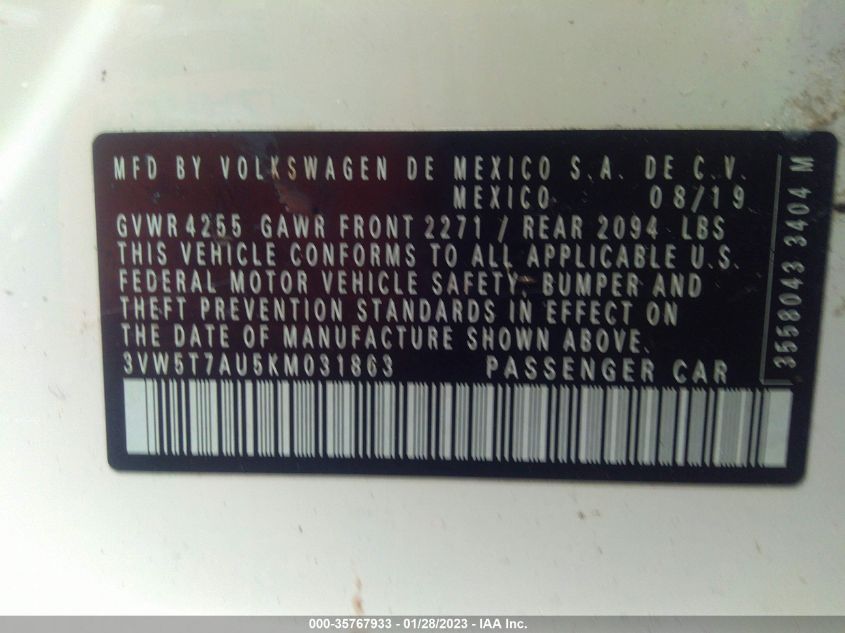 MFD BY VOLKSWAGEN DE MEXICO S.A. DE C.V.
MEXICO 08/19
GVWR 4255 GAWR FRONT 2271 / REAR 2094 LBS
THIS VEHICLE CONFORMS TO ALL APPLICABLE U.S.
FEDERAL MOTOR VEHICLE SAFETY, BUMPER AND
THEFT PREVENTION STANDARDS IN EFFECT ON
THE DATE OF MANUFACTURE SHOWN ABOVE.
3VW5T7AU5KM031863 PASSENGER CAR
3558043 3404 M
000-35767933 - 01/28/2023 - IAA Inc.